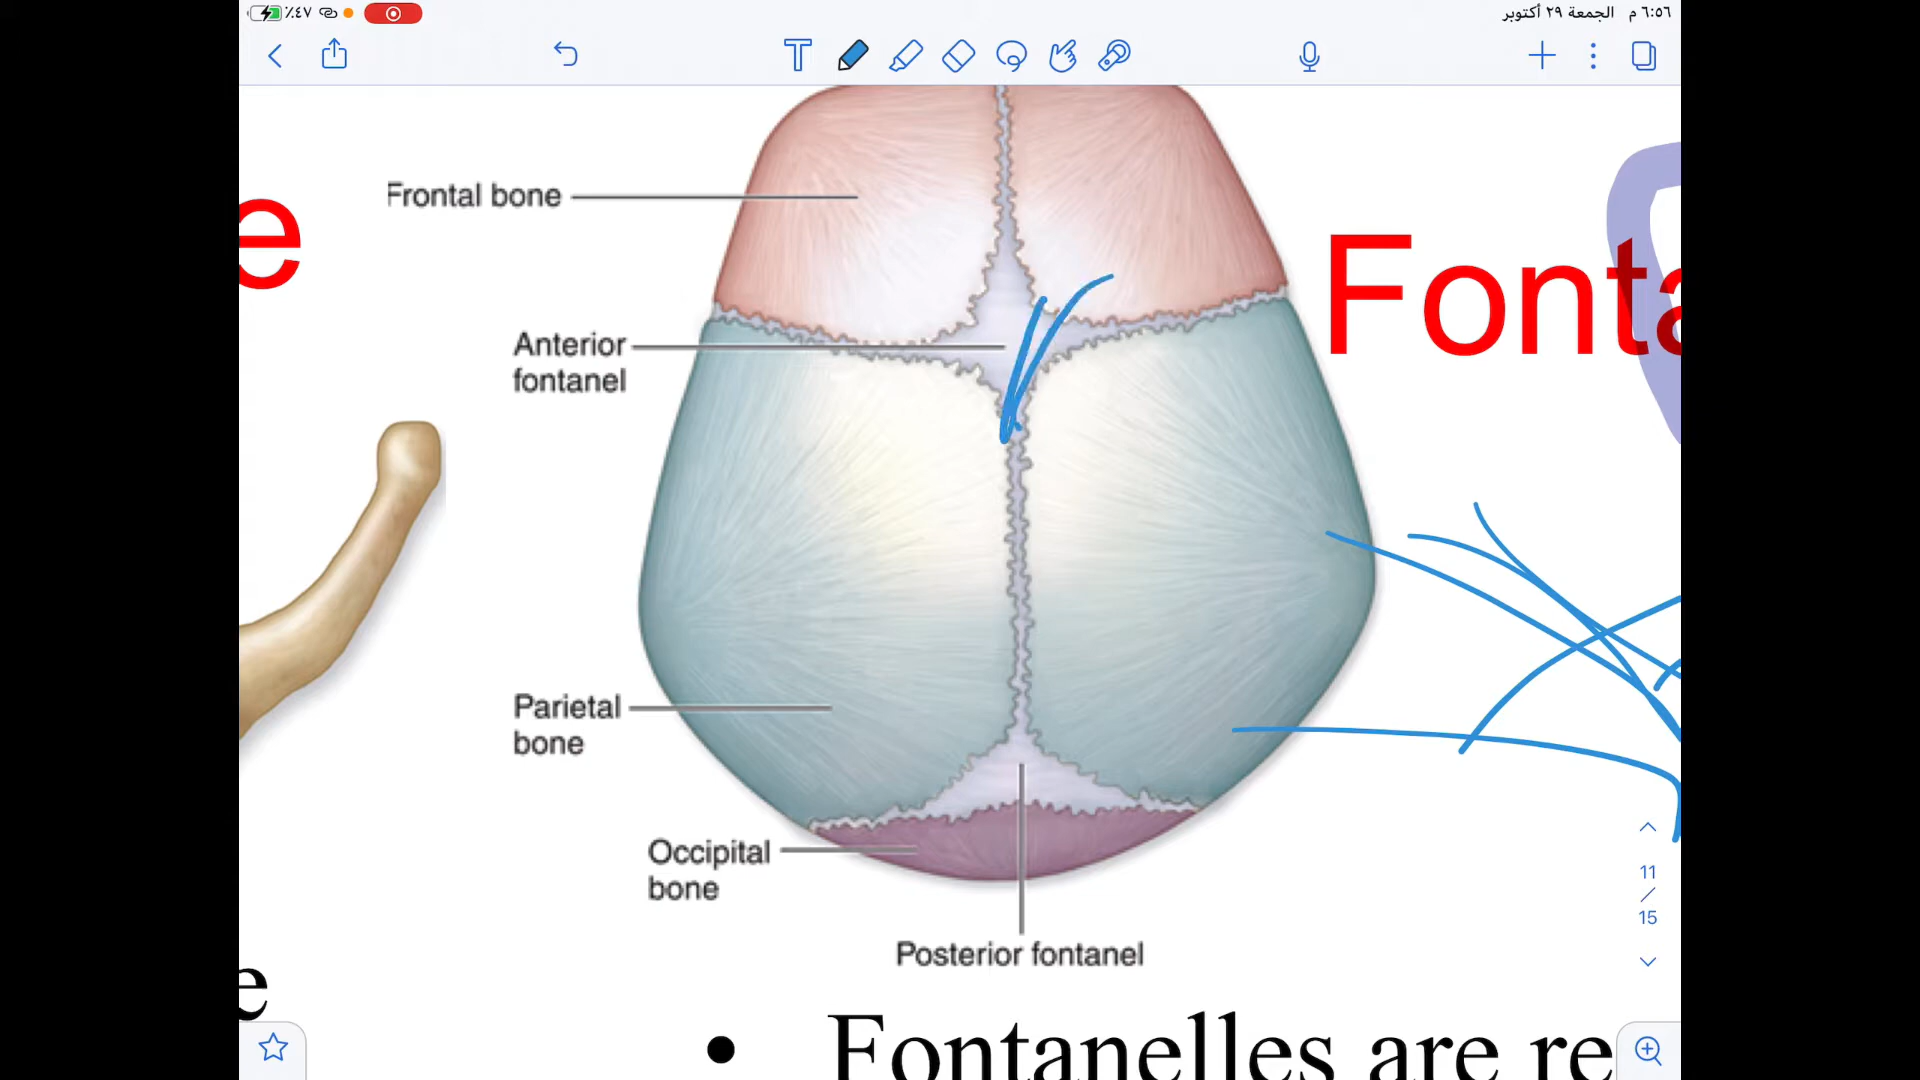 ٪٤٧
٦:٥٦ م الجمعة ٢٩ أكتوبر
T
Frontal bone
e
Fonta
Anterior
fontanel
Parietal
bone
Occipital
bone
11
15
Posterior fontanel
e
• Fontanelles are re